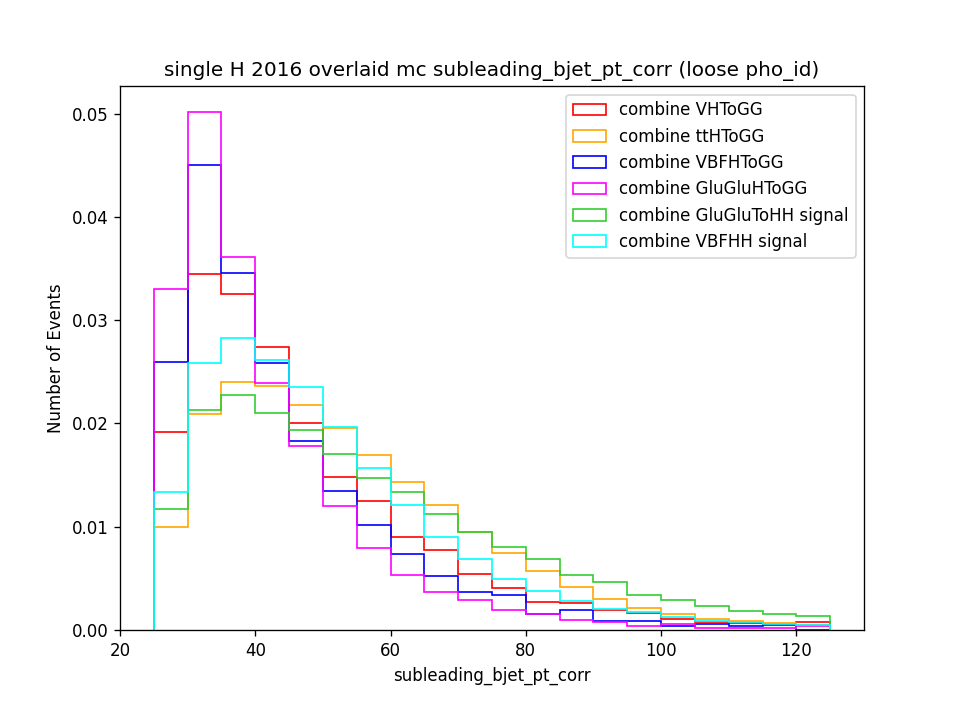 single H 2016 overlaid mc subleading_bjet_pt_corr (loose pho_id)
combine VHToGG
combine ttHToGG
combine VBFHToGG
combine GluGluHToGG
combine GluGluToHH signal
combine VBFHH signal
Number of Events
0.05
0.04
0.03
0.02
0.01
0.00
20
40
60
80
100
120
subleading_bjet_pt_corr